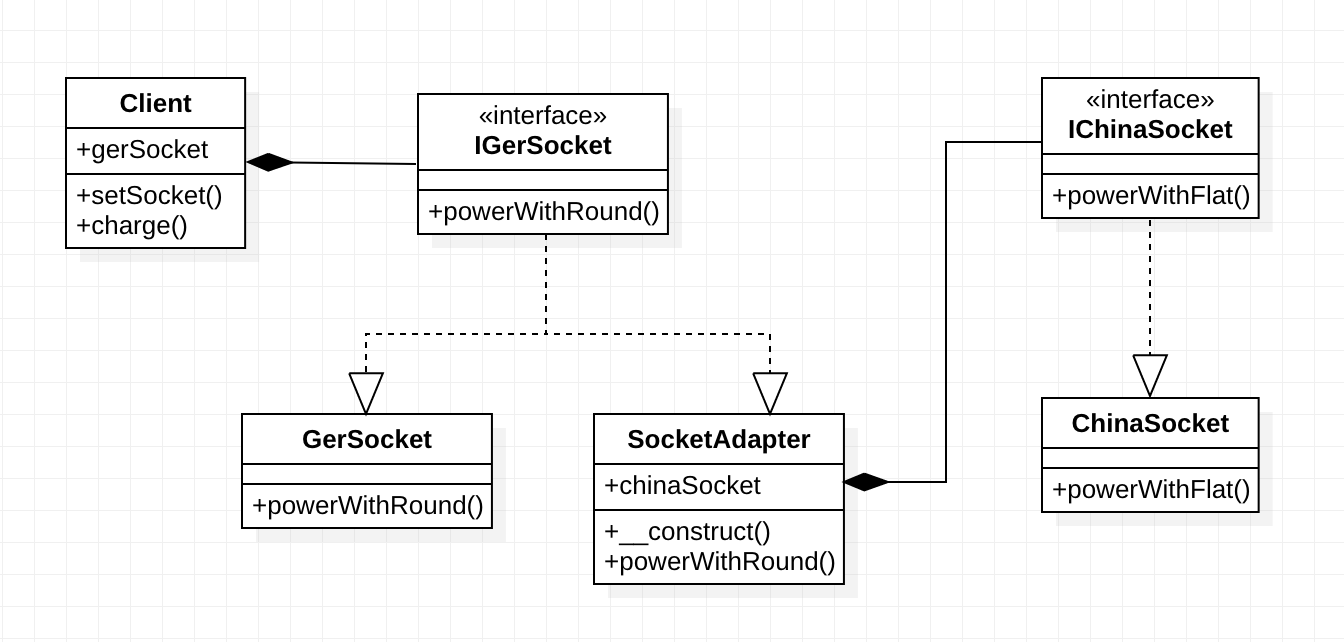 Client
+gerSocket
+setSocket()
+charge()
«interface»
IGerSocket
+powerWithRound()
«interface»
IChinaSocket
+powerWithFlat()
GerSocket
+powerWithRound()
SocketAdapter
+chinaSocket
+__construct()
+powerWithRound()
ChinaSocket
+powerWithFlat()